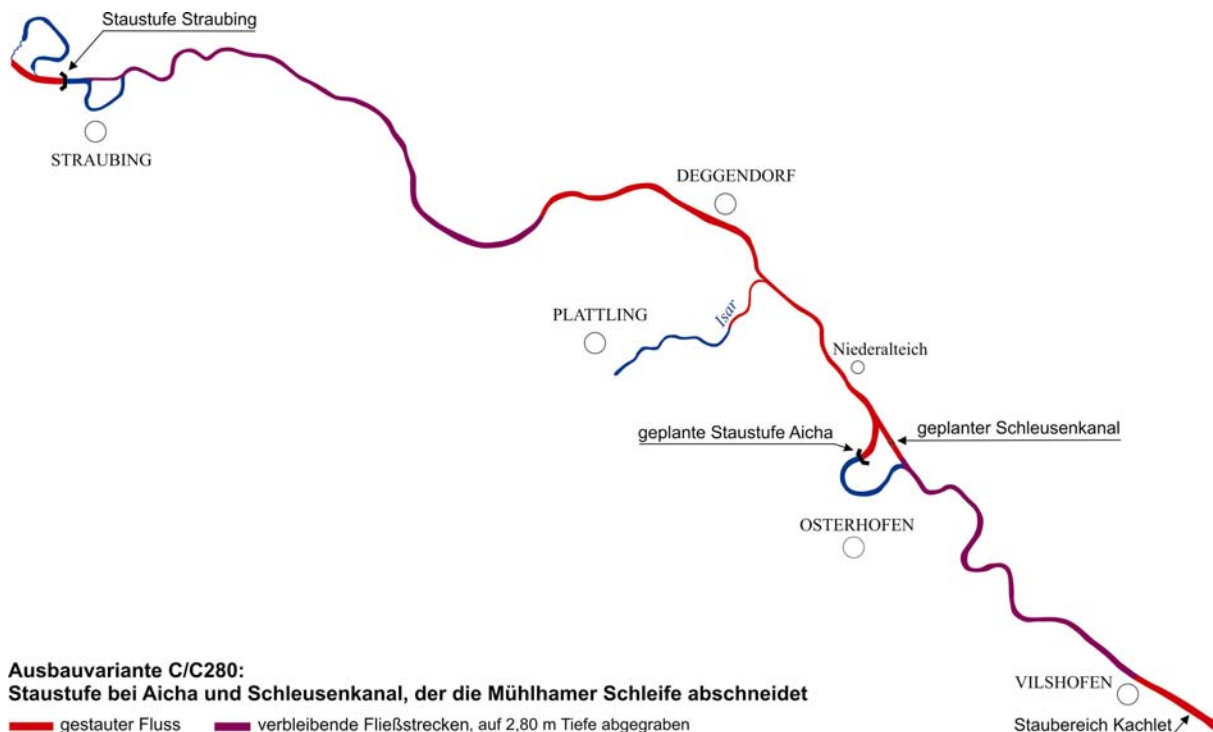 Staustufe Straubing
STRAUBING
DEGGENDORF
PLATTLING
Isar
Niederalteich
geplante Staustufe Aicha
geplanter Schleusenkanal
OSTERHOFEN
Ausbauvariante C/C280:
Staustufe bei Aicha und Schleusenkanal, der die Mühlhamer Schleife abschneidet
gestauter Fluss
verbleibende Fließstrecken, auf 2,80 m Tiefe abgegraben
VILSHOFEN
Staubereich Kachlet